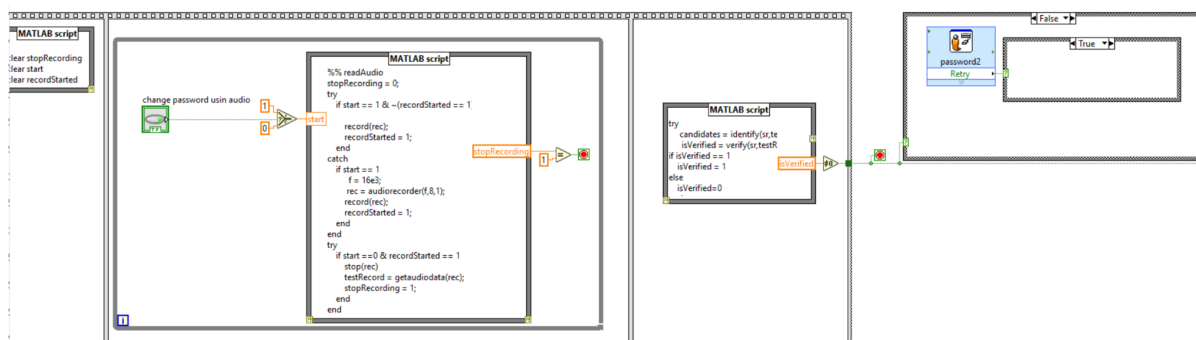 MATLAB script
clear stopRecording
clear start
clear recordStarted
change password usin audio
TF
1
0
start
MATLAB script
%% readAudio
stopRecording = 0;
try
if start == 1 & ~(recordStarted == 1
record(rec);
recordStarted = 1;
end
catch
if start == 1
f = 16e3;
rec = audiorecorder(f,8,1);
record(rec);
recordStarted = 1;
end
end
try
if start ==0 & recordStarted == 1
stop(rec)
testRecord = getaudiodata(rec);
stopRecording = 1;
end
end
stopRecording
1
=
i
MATLAB script
try
candidates = identify(sr,te
isVerified = verify(sr,testR
if isVerified == 1
isVerified = 1
else
isVerified=0
isVerified
≠0
False
password2
Retry
True
?
?